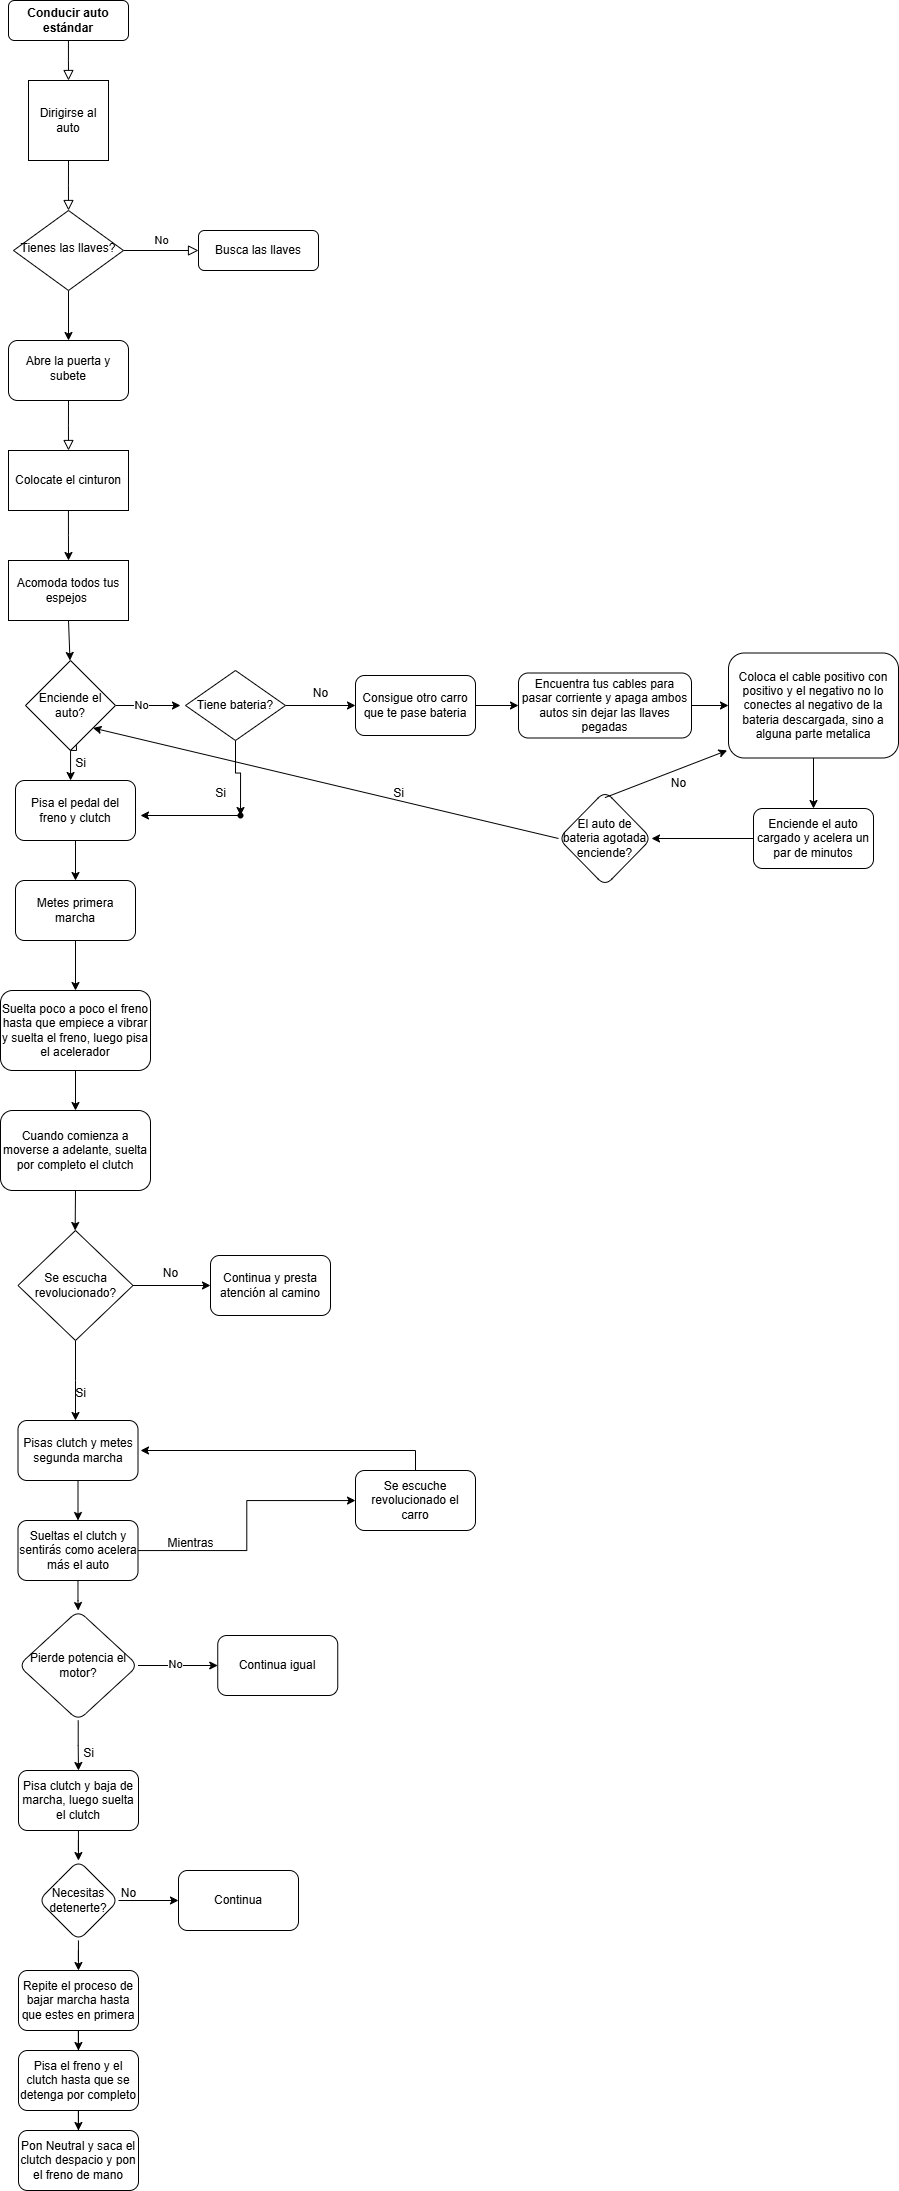 Conducir auto
estándar
Dirigirse al
auto
Tienes las llaves?
No
Busca las llaves
Abre la puerta y
subete
Colocate el cinturon
Acomoda todos tus
espejos
Enciende el
auto?
No
Tiene bateria?
No
Consigue otro carro
que te pase bateria
Encuentra tus cables para
pasar corriente y apaga ambos
autos sin dejar las llaves
pegadas
Coloca el cable positivo con
positivo y el negativo no lo
conectes al negativo de la
bateria descargada, sino a
alguna parte metalica
Si
Si
Si
No
Pisa el pedal del
freno y clutch
El auto de
bateria agotada
enciende?
Enciende el auto
cargado y acelera un
par de minutos
Metes primera
marcha
Suelta poco a poco el freno
hasta que empiece a vibrar
y suelta el freno, luego pisa
el acelerador
Cuando comienza a
moverse a adelante, suelta
por completo el clutch
Se escucha
revolucionado?
No
Continua y presta
atención al camino
Si
Pisas clutch y metes
segunda marcha
Se escuche
revolucionado el
carro
Sueltas el clutch y
sentirás como acelera
más el auto
Mientras
Pierde potencia el
motor?
No
Continua igual
Si
Pisa clutch y baja de
marcha, luego suelta
el clutch
Necesitas
detenerte?
No
Continua
Repite el proceso de
bajar marcha hasta
que estes en primera
Pisa el freno y el
clutch hasta que se
detenga por completo
Pon Neutral y saca el
clutch despacio y pon
el freno de mano